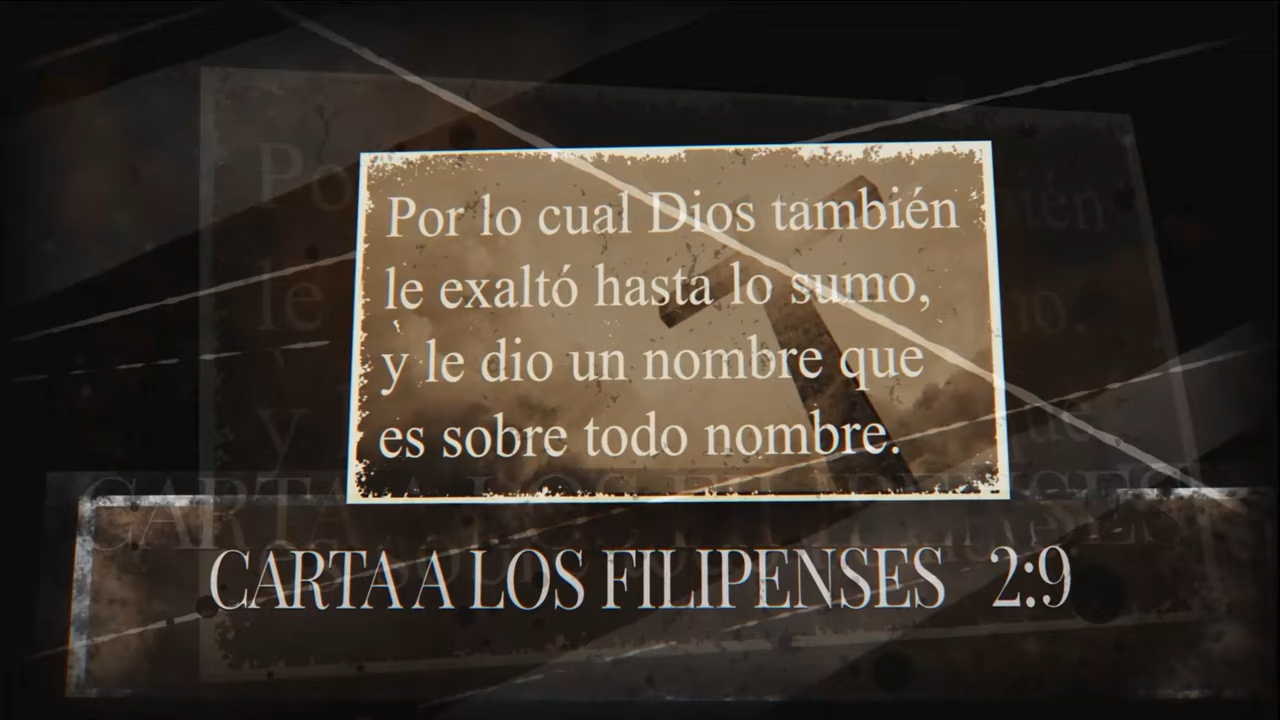 Por lo cual Dios también
le exaltó hasta lo sumo,
y le dio un nombre que
es sobre todo nombre.
CARTA A LOS FILIPENSES 2:9